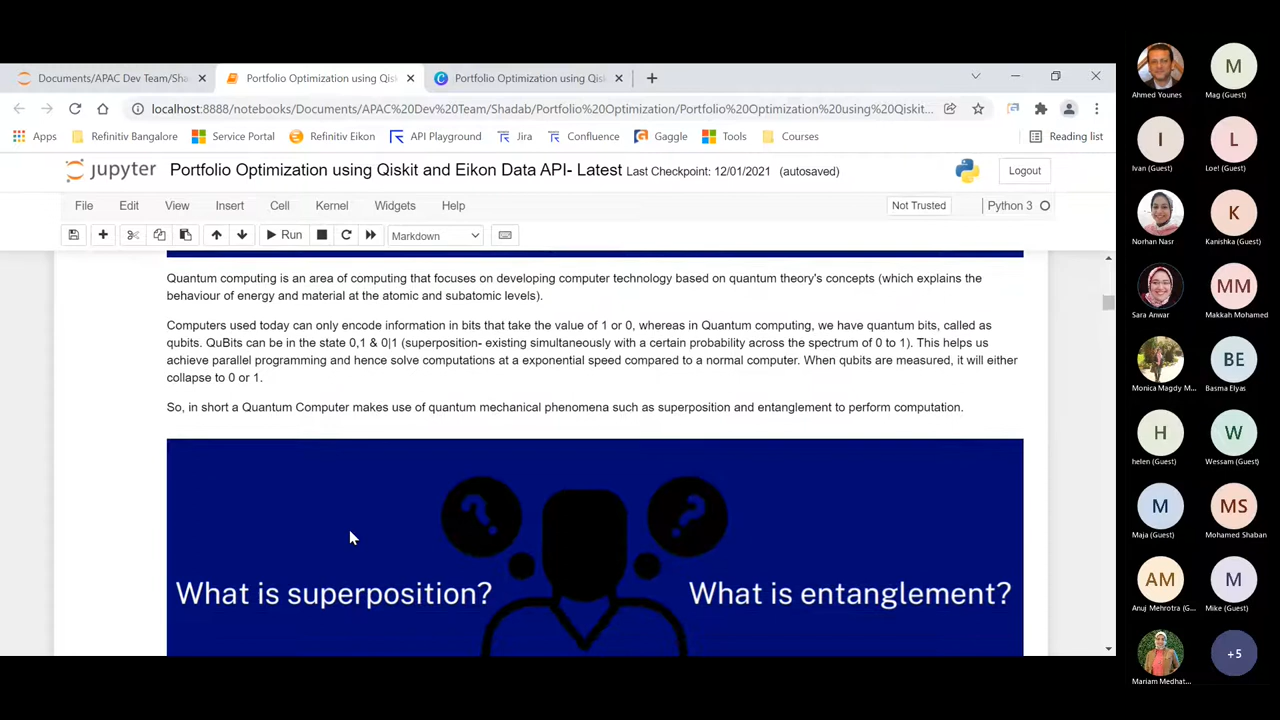 Documents/APAC Dev Team/Sha
Portfolio Optimization using Qis
Portfolio Optimization using Qisk
localhost:8888/notebooks/Documents/APAC%20Dev%20Team/Sharab/Portfolio%20Optimization/Portfolio%20Optimization%20using%20Qiskit...
Apps
Refinitiv Bangalore
Service Portal
Refinitiv Eikon
API Playground
Jira
Confluence
Gaggle
Tools
Courses
Reading list
jupyter
Portfolio Optimization using Qiskit and Eikon Data API- Latest Last Checkpoint: 12/01/2021 (autosaved)
Logout
File Edit View Insert Cell Kernel Widgets Help
Not Trusted
Python 3
Run
Markdown
Quantum computing is an area of computing that focuses on developing computer technology based on quantum theory's concepts (which explains the
behaviour of energy and material at the atomic and subatomic levels).
Computers used today can only encode information in bits that take the value of 1 or 0, whereas in Quantum computing, we have quantum bits, called as
qubits. QuBits can be in the state 0,1 & 0|1 (superposition- existing simultaneously with a certain probability across the spectrum of 0 to 1). This helps us
achieve parallel programming and hence solve computations at a exponential speed compared to a normal computer. When qubits are measured, it will either
collapse to 0 or 1.
So, in short a Quantum Computer makes use of quantum mechanical phenomena such as superposition and entanglement to perform computation.
? ?
What is superposition?
What is entanglement?
Ahmed Younes
M
Mag (Guest)
I
Ivan (Guest)
L
Loe! (Guest)
Norhan Nasr
K
Kanishka (Guest)
Sara Anwar
MM
Makkah Mohamed
Monica Magdy M...
BE
Basma Elyas
H
helen (Guest)
W
Wessam (Guest)
M
Maja (Guest)
MS
Mohamed Shaban
AM
Anuj Mehrotra (G...
M
Mike (Guest)
Mariam Medhat...
+5